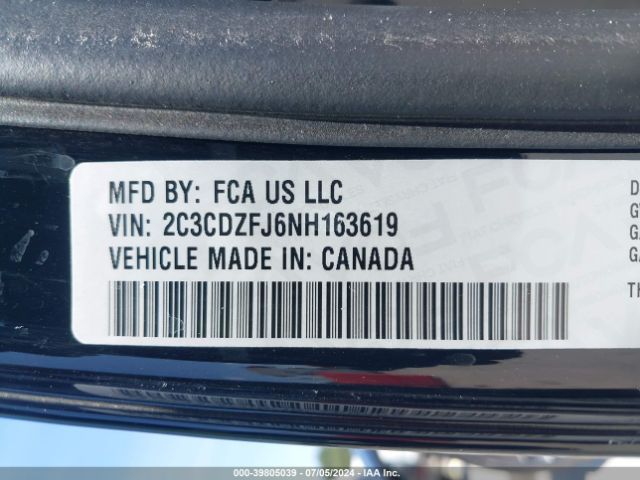 MFD BY: FCA US LLC
VIN: 2C3CDZFJ6NH163619
VEHICLE MADE IN: CANADA
000-39805039 - 07/05/2024 - IAA Inc.